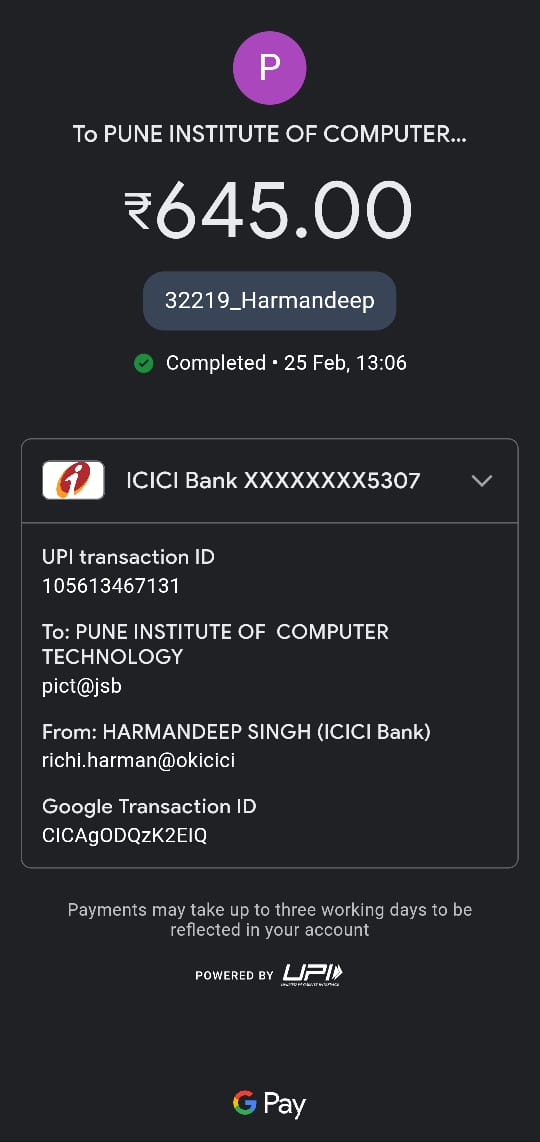 P
To PUNE INSTITUTE OF COMPUTER...
₹645.00
32219_Harmandeep
Completed • 25 Feb, 13:06
ICICI Bank XXXXXXXX5307
UPI transaction ID
105613467131
To: PUNE INSTITUTE OF  COMPUTER
TECHNOLOGY
pict@jsb
From: HARMANDEEP SINGH (ICICI Bank)
richi.harman@okicici
Google Transaction ID
CICAgODQzK2EIQ
Payments may take up to three working days to be
reflected in your account
POWERED BY UPI
UNIFIED PAYMENTS INTERFACE
G Pay